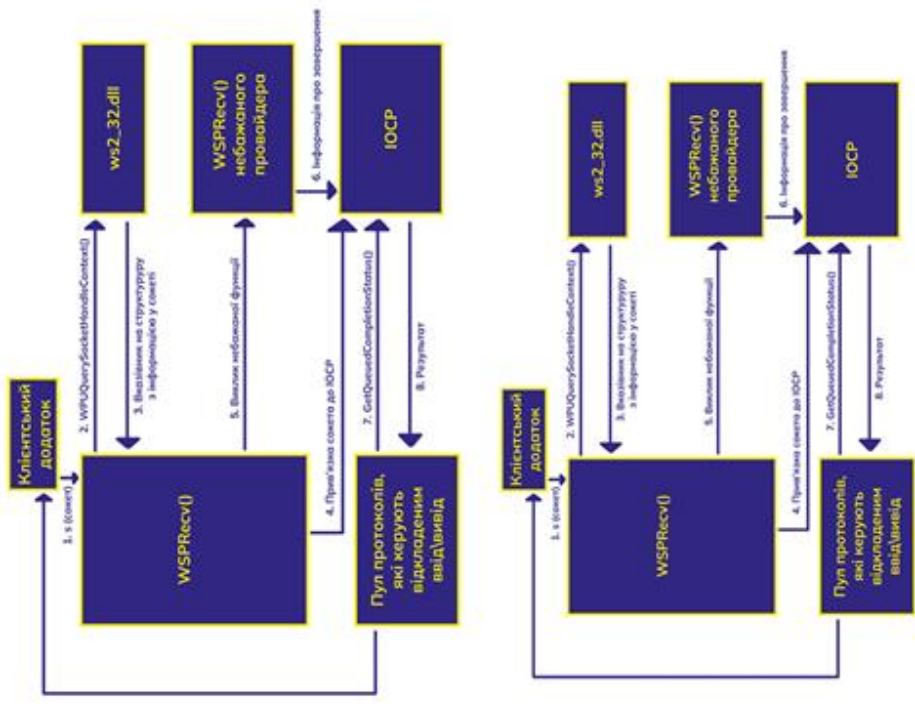 Клієнтський
додаток
1. s (сокет)
WSPRecv()
2. WPUQuerySocketHandleContext()
3. Вказівник на структуруру
з інформацією у сокеті
ws2_32.dll
5. Виклик небажаної функції
WSPRecv()
небажаного
провайдера
6. Інформація про завершення
4. Прив'язка сокета до IOCP
IOCP
7. GetQueuedCompletionStatus()
8. Результат
Пул протоколів,
які керують
відкладеним
ввід\вивід
Клієнтський
додаток
1. s (сокет)
WSPRecv()
2. WPUQuerySocketHandleContext()
3. Вказівник на структуруру
з інформацією у сокеті
ws2_32.dll
5. Виклик небажаної функції
WSPRecv()
небажаного
провайдера
6. Інформація про завершення
4. Прив'язка сокета до IOCP
IOCP
7. GetQueuedCompletionStatus()
8. Результат
Пул протоколів,
які керують
відкладеним
ввід\вивід